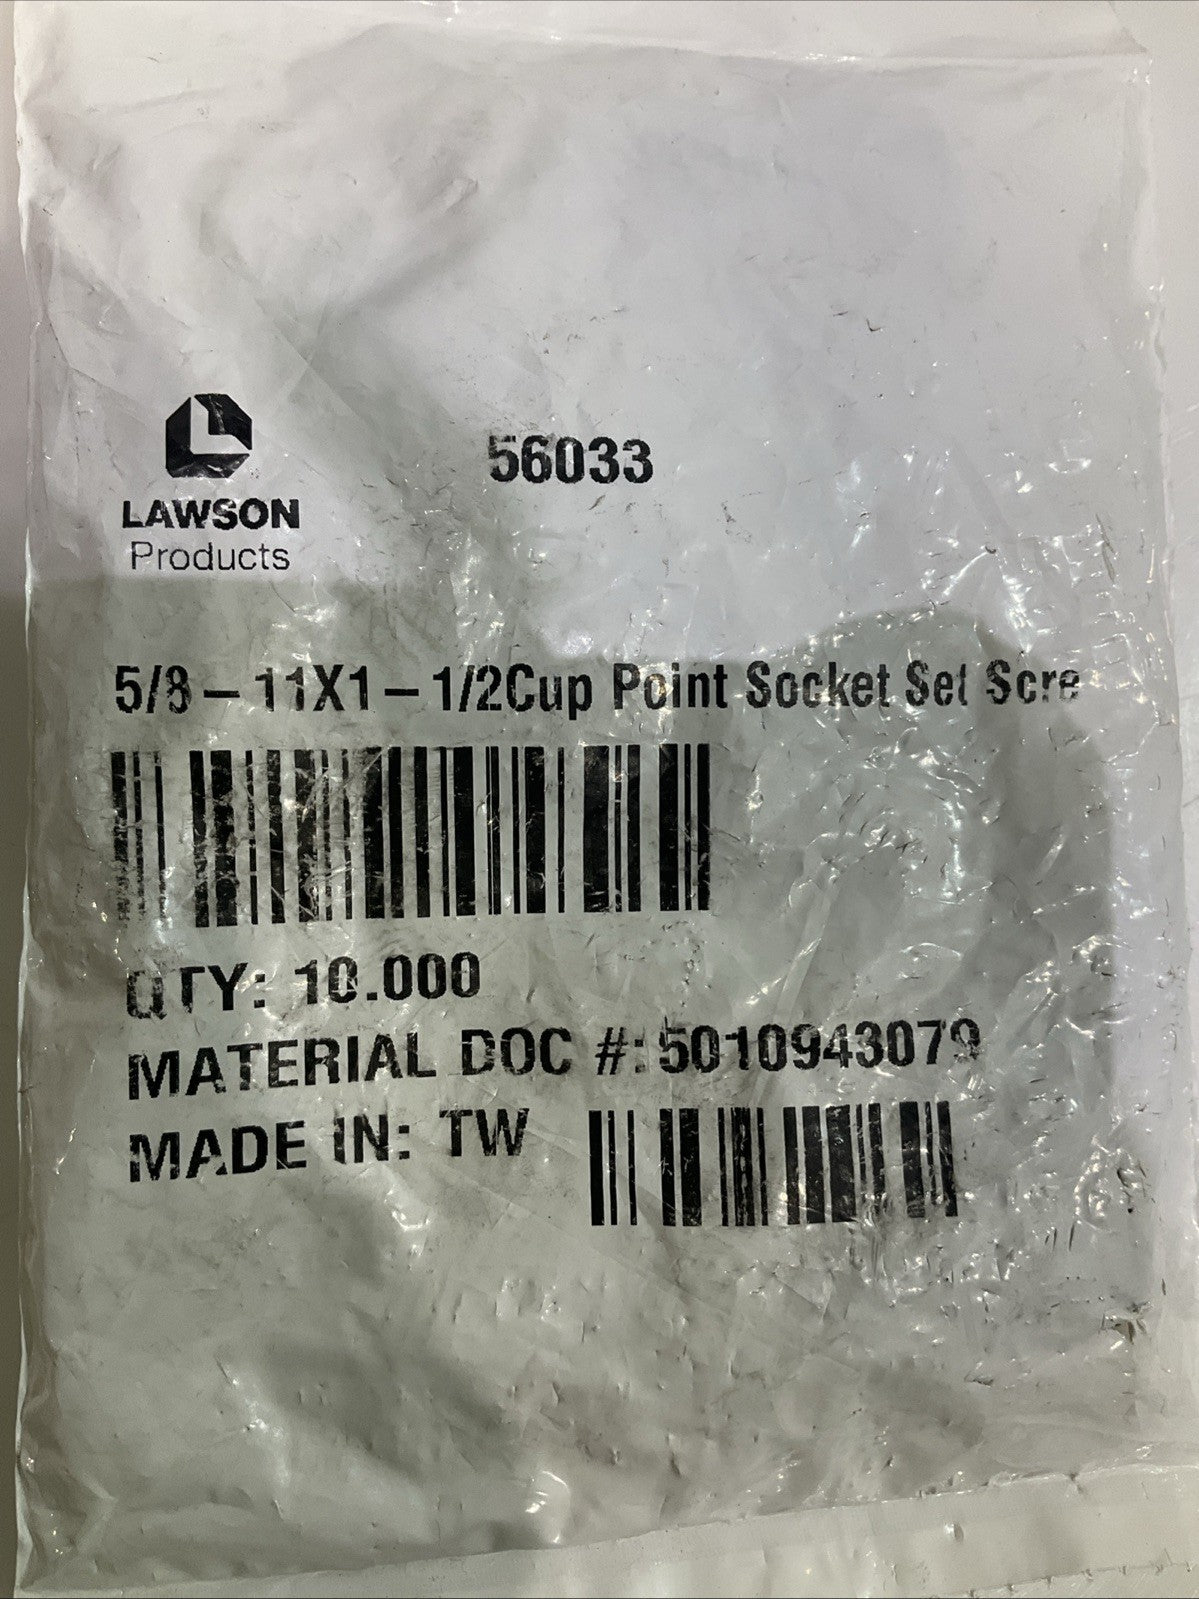 56033
LAWSON
Products
5/8-11X1-1/2Cup Point Socket Set Scre
QTY: 10.000
MATERIAL DOC #: 5010943079
MADE IN: TW